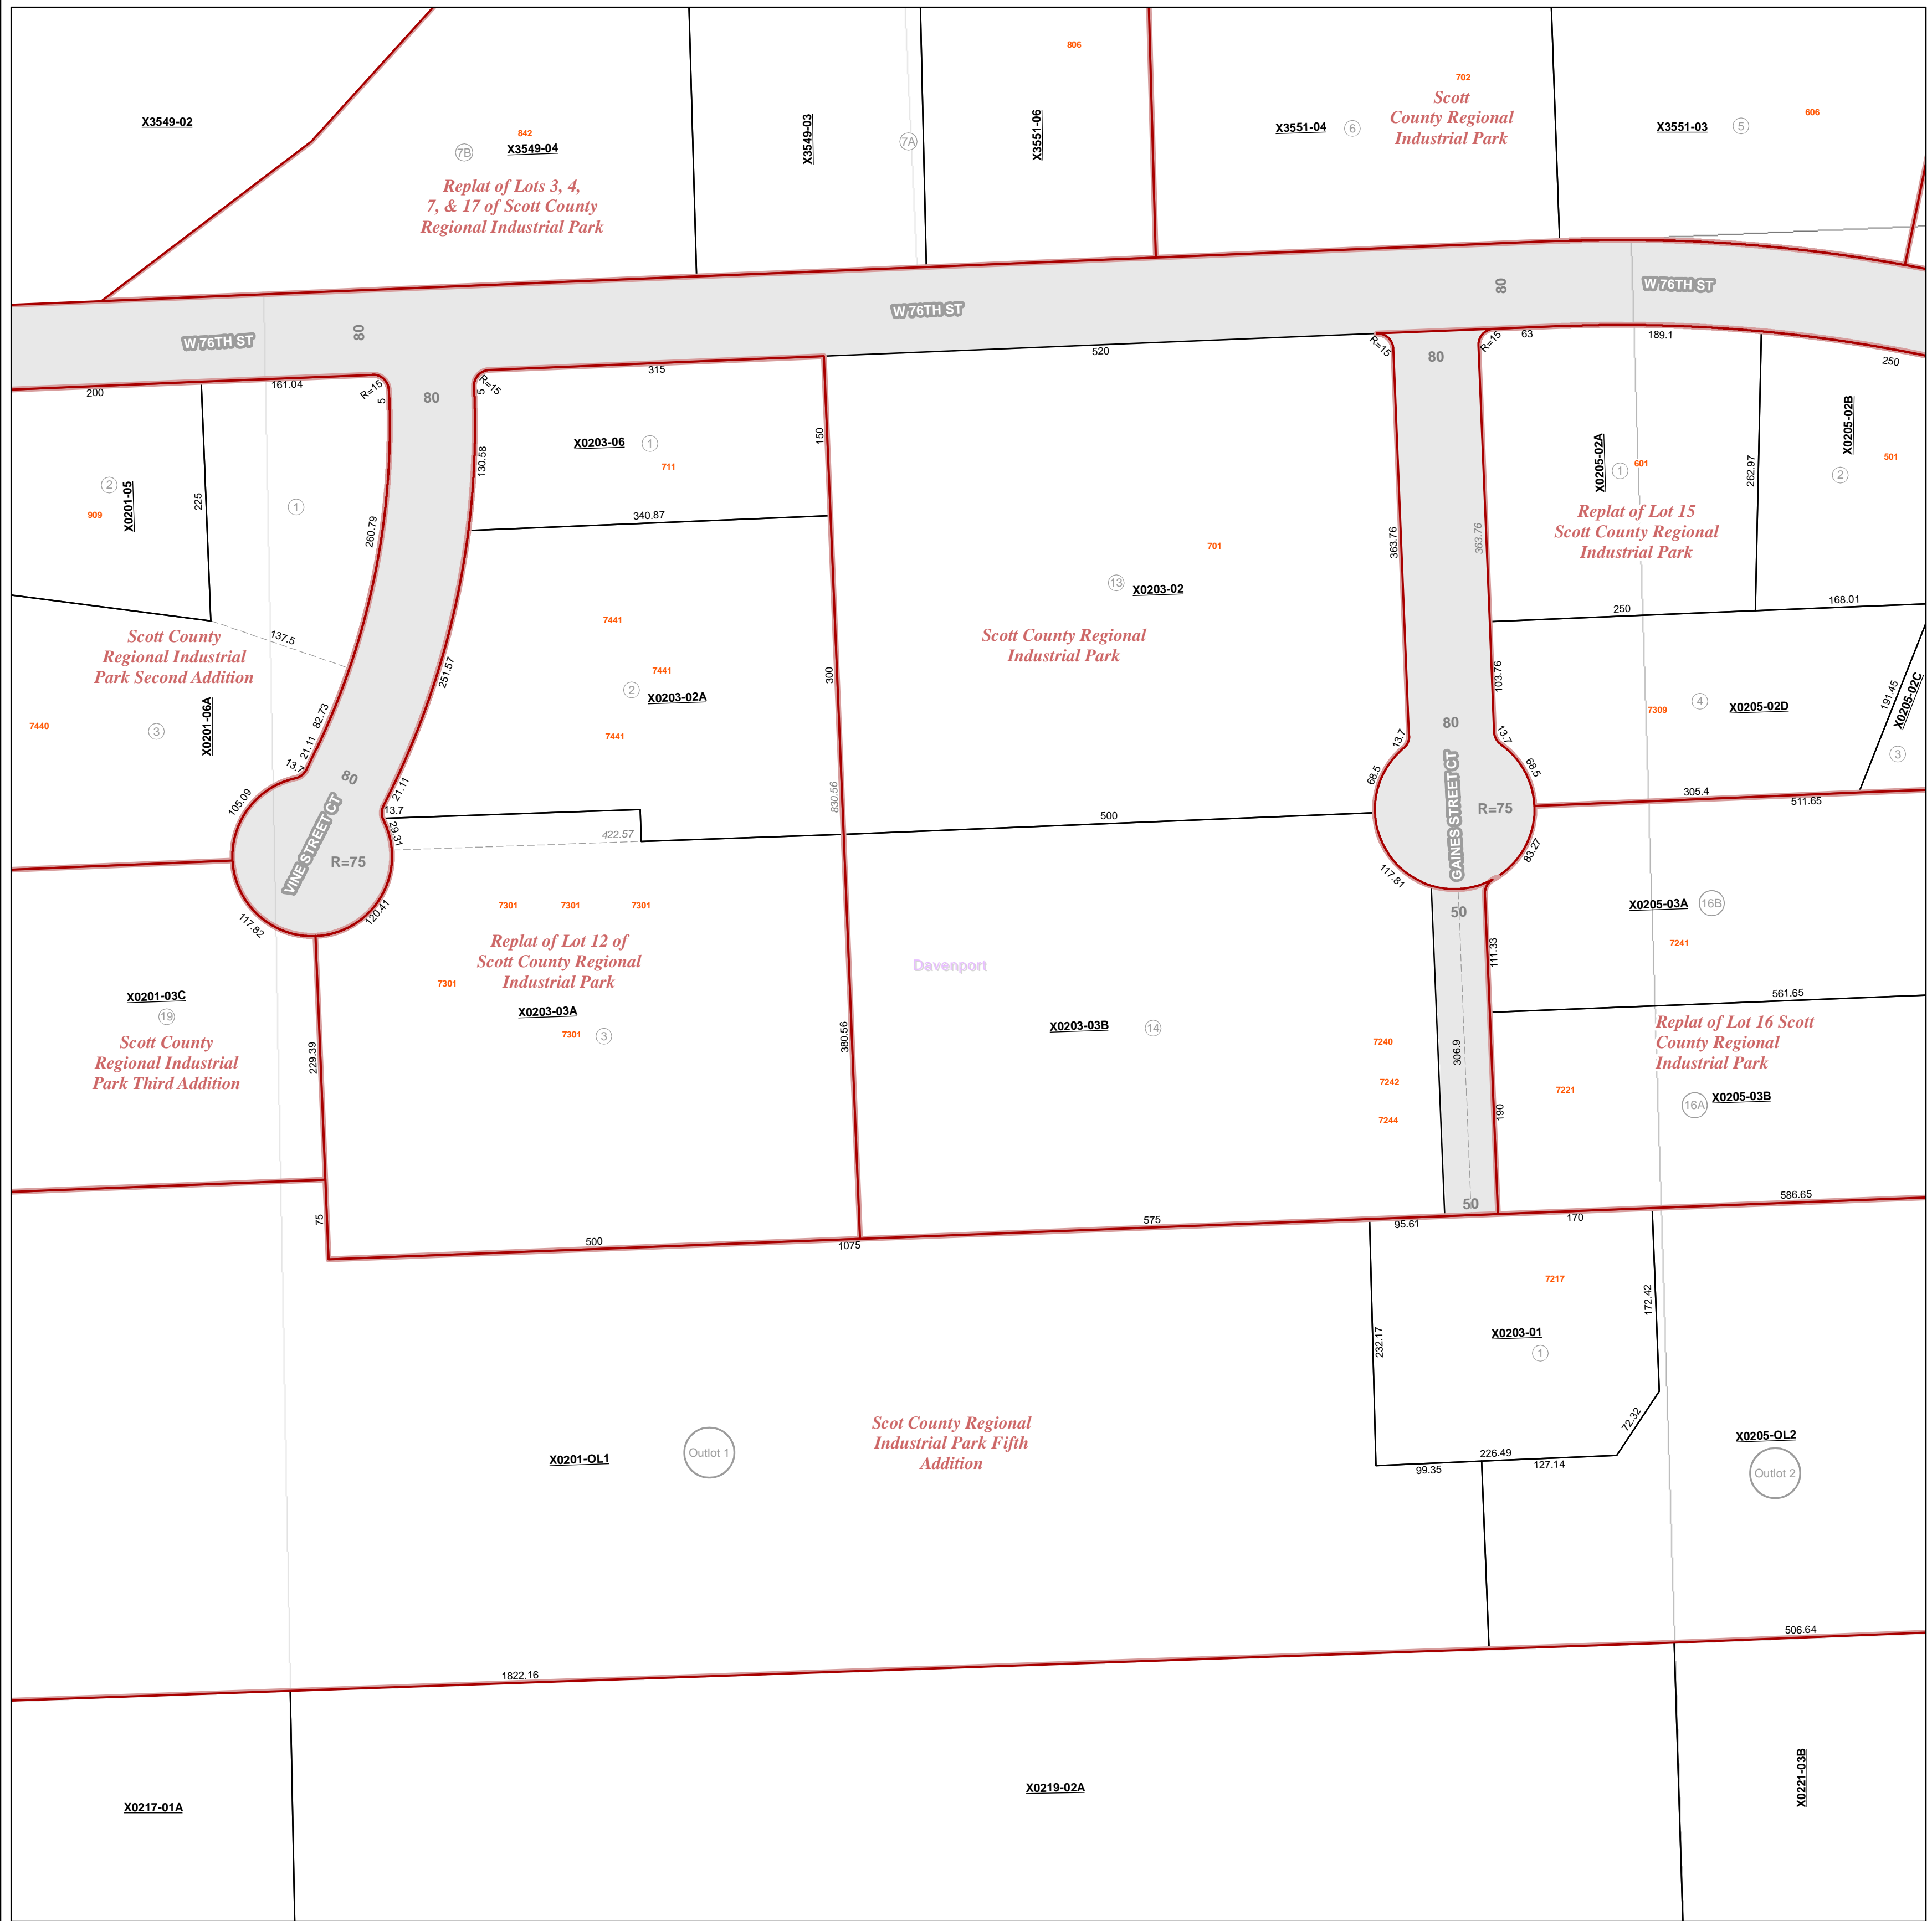 806
702
Scott
County Regional
Industrial Park
606
X3549-02
842
7B
X3549-04
X3549-03
7A
X3551-06
X3551-04
6
X3551-03
5
Replat of Lots 3, 4,
7, & 17 of Scott County
Regional Industrial Park
W 76TH ST
80
W 76TH ST
80
W 76TH ST
200
161.04
R=15
5
80
5
R=15
315
520
R=15
80
R=15
63
189.1
250
2
X0201-05
909
225
1
260.79
130.58
X0203-06
1
711
150
340.87
701
13
X0203-02
363.76
363.76
X0205-02A
1
601
262.97
X0205-02B
2
501
Replat of Lot 15
Scott County Regional
Industrial Park
250
168.01
Scott County
Regional Industrial
Park Second Addition
137.5
7440
3
X0201-06A
82.73
21.11
13.7
105.09
251.57
7441
7441
2
X0203-02A
7441
300
830.56
Scott County Regional
Industrial Park
80
103.76
7309
4
X0205-02D
191.45
X0205-02C
3
13.7
13.7
68.5
68.5
80
21.11
13.7
29.31
422.57
500
305.4
511.65
VINE STREET CT
R=75
GAINES STREET CT
R=75
117.82
120.41
117.81
83.27
7301
7301
7301
Replat of Lot 12 of
Scott County Regional
Industrial Park
7301
X0203-03A
7301
3
Davenport
50
X0205-03A
16B
7241
111.33
561.65
X0201-03C
19
Scott County
Regional Industrial
Park Third Addition
229.39
380.56
X0203-03B
14
7240
7242
7244
306.9
190
Replat of Lot 16 Scott
County Regional
Industrial Park
7221
16A
X0205-03B
75
500
1075
575
95.61
50
170
586.65
7217
232.17
172.42
X0203-01
1
72.32
226.49
99.35
127.14
X0201-OL1
Outlot 1
Scot County Regional
Industrial Park Fifth
Addition
X0205-OL2
Outlot 2
1822.16
506.64
X0217-01A
X0219-02A
X0221-03B